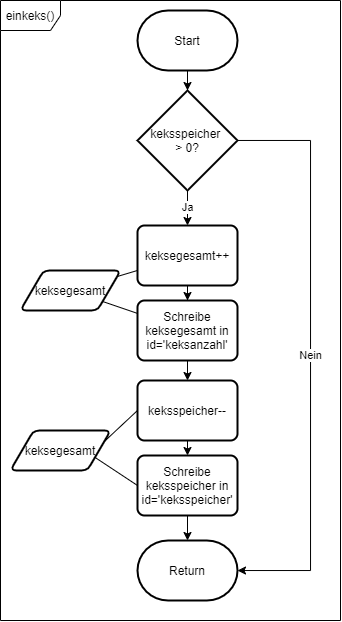 einkeks()
Start
keksspeicher
> 0?
Ja
keksegesamt++
keksegesamt
Schreibe
keksegesamt in
id='keksanzahl'
Nein
keksspeicher--
keksegesamt
Schreibe
keksspeicher in
id='keksspeicher'
Return